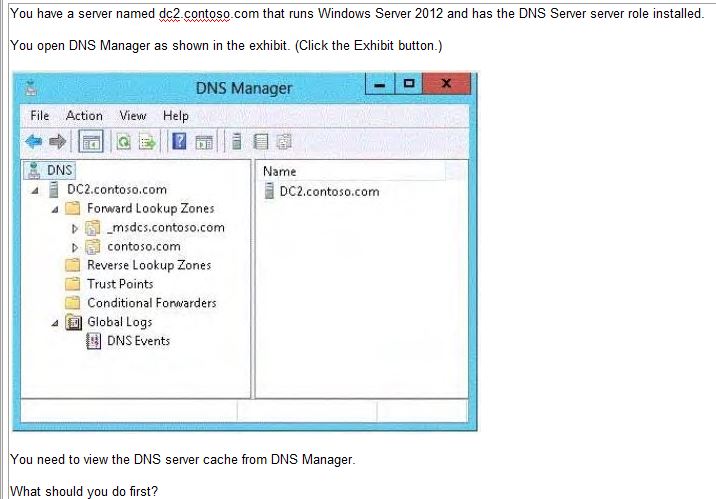 You have a server named dc2.contoso.com that runs Windows Server 2012 and has the DNS Server server role installed.
You open DNS Manager as shown in the exhibit. (Click the Exhibit button.)
DNS Manager
File Action View Help
DNS
DC2.contoso.com
Forward Lookup Zones
_msdcs.contoso.com
contoso.com
Reverse Lookup Zones
Trust Points
Conditional Forwarders
Global Logs
DNS Events
Name
DC2.contoso.com
You need to view the DNS server cache from DNS Manager.
What should you do first?